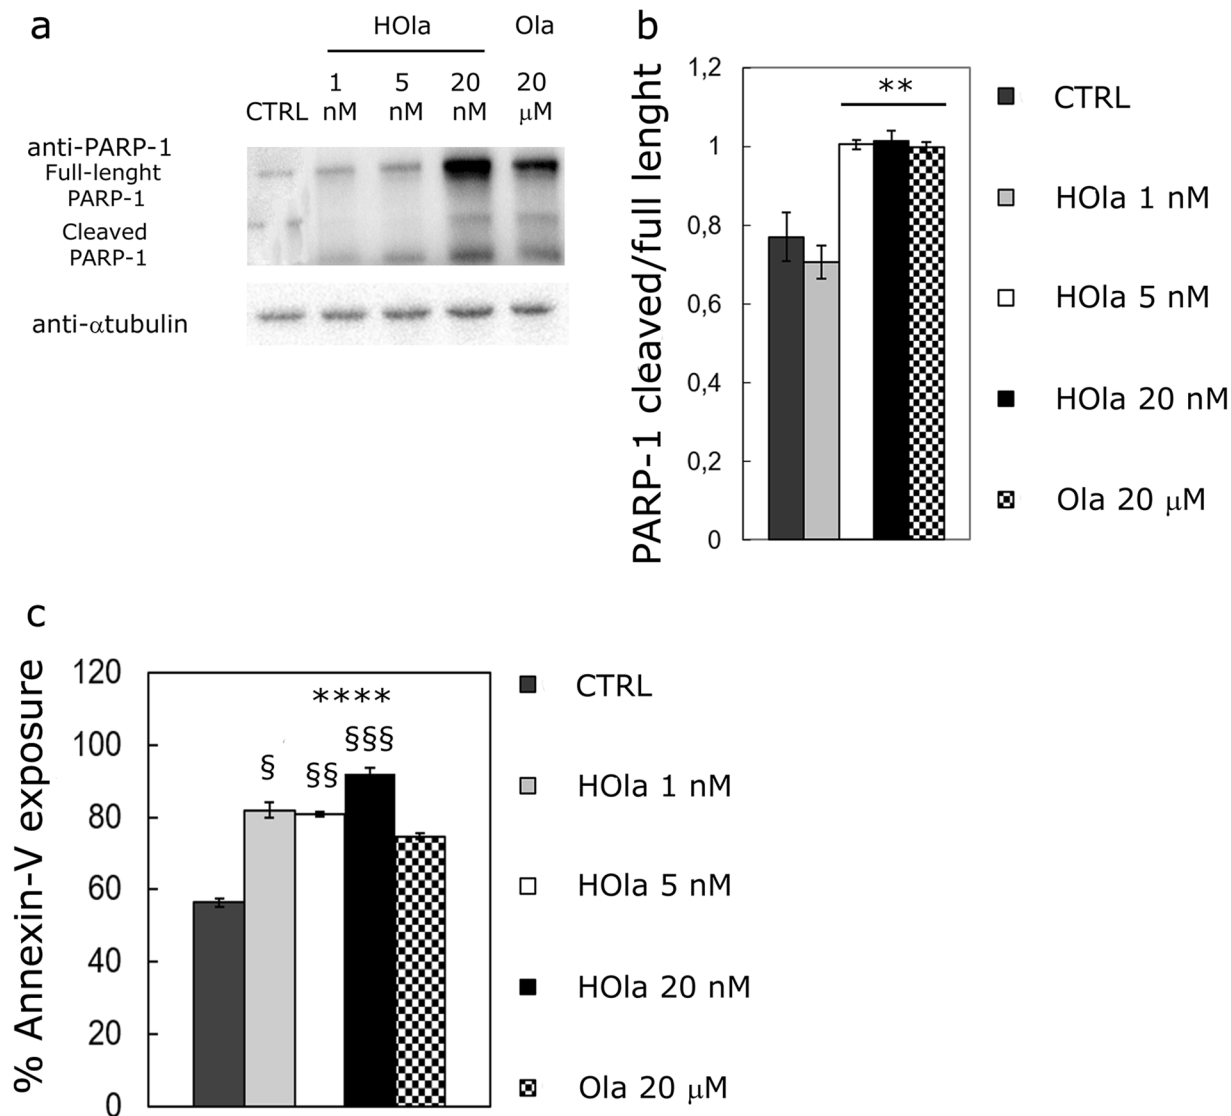 a
HOla
Ola
1
5
20
20
CTRL
nM
nM
nM
μM
anti-PARP-1
Full-lenght
PARP-1
Cleaved
PARP-1
anti-αtubulin
b
PARP-1 cleaved/full lenght
1,2
1
0,8
0,6
0,4
0,2
0
**
CTRL
HOla 1 nM
HOla 5 nM
HOla 20 nM
Ola 20 μM
c
% Annexin-V exposure
120
100
80
60
40
20
0
****
§
§§
§§§
CTRL
HOla 1 nM
HOla 5 nM
HOla 20 nM
Ola 20 μM